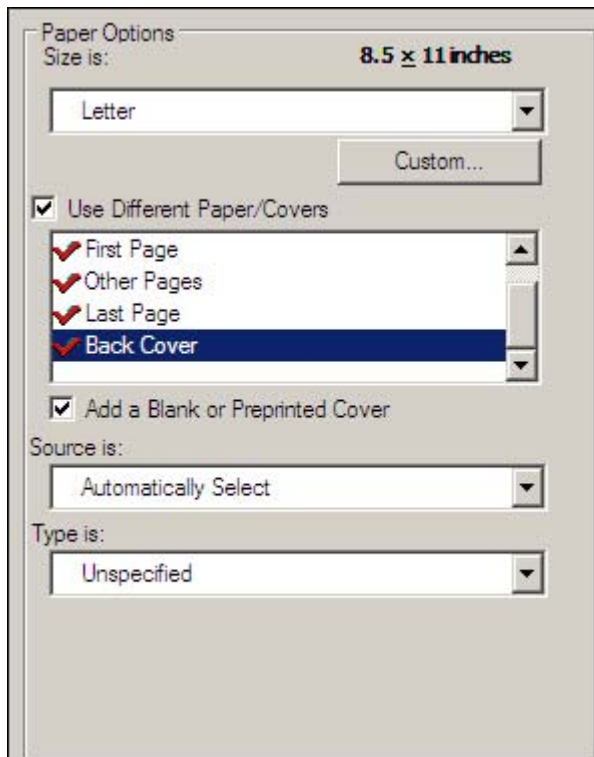 Paper Options
Size is: 8.5 x 11 inches
Letter
Custom...
Use Different Paper/Covers
First Page
Other Pages
Last Page
Back Cover
Add a Blank or Preprinted Cover
Source is:
Automatically Select
Type is:
Unspecified